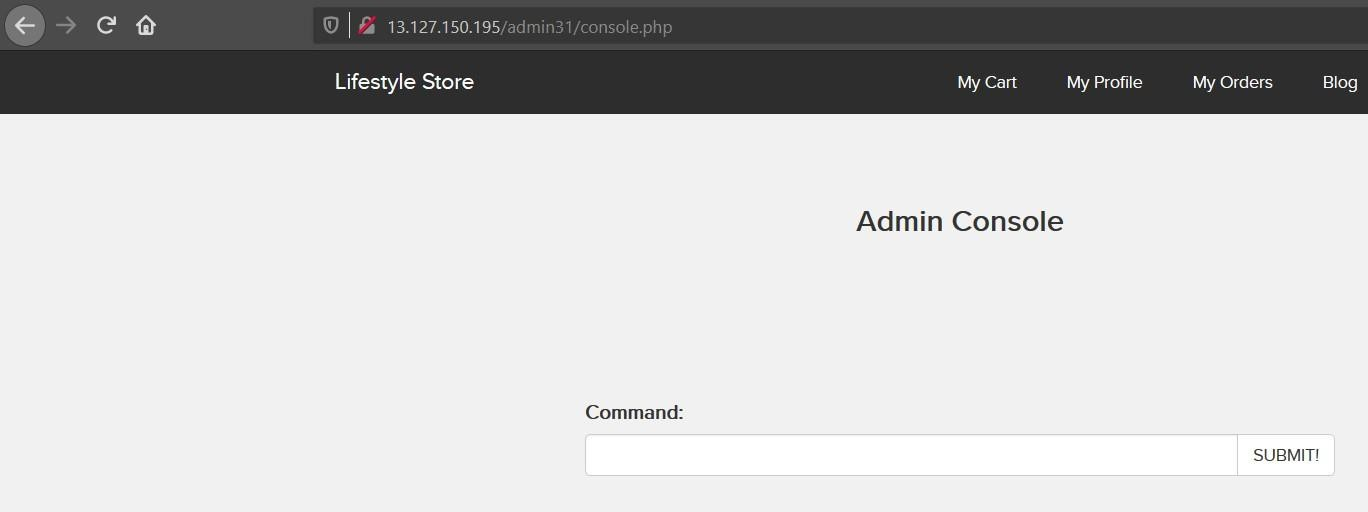 13.127.150.195/admin31/console.php
Lifestyle Store My Cart My Profile My Orders Blog
Admin Console
Command:
SUBMIT!